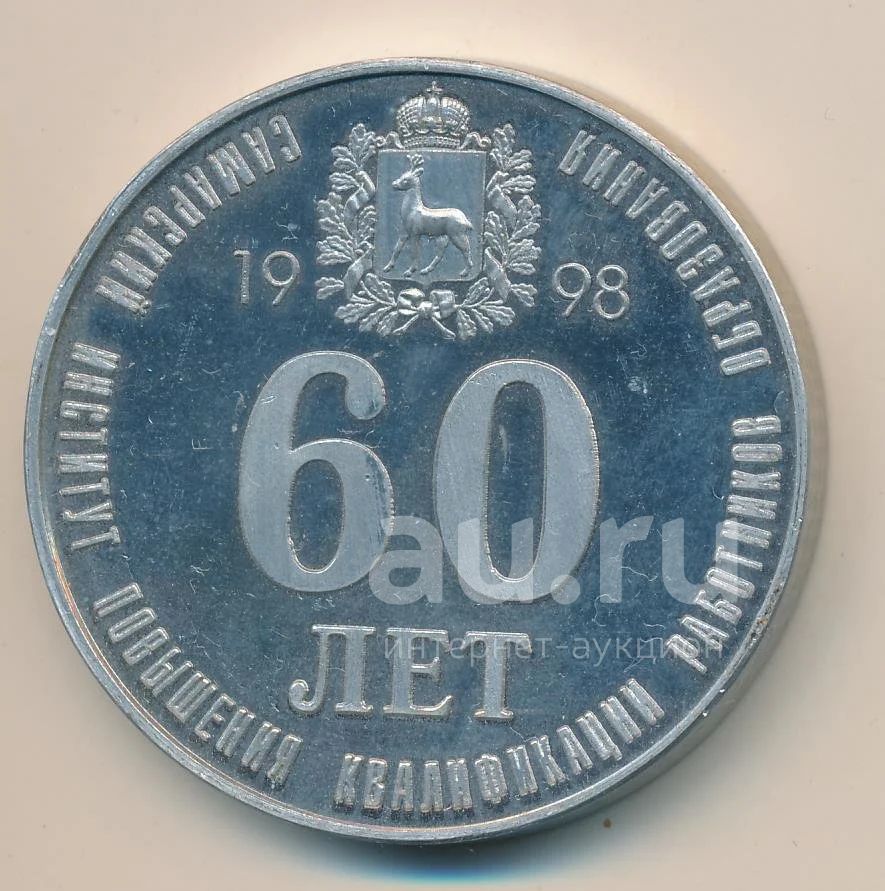 САМАРСКИЙ ИНСТИТУТ ПОВЫШЕНИЯ КВАЛИФИКАЦИИ РАБОТНИКОВ ОБРАЗОВАНИЯ
19 98
60
ЛЕТ
au.ru
интернет-аукцион